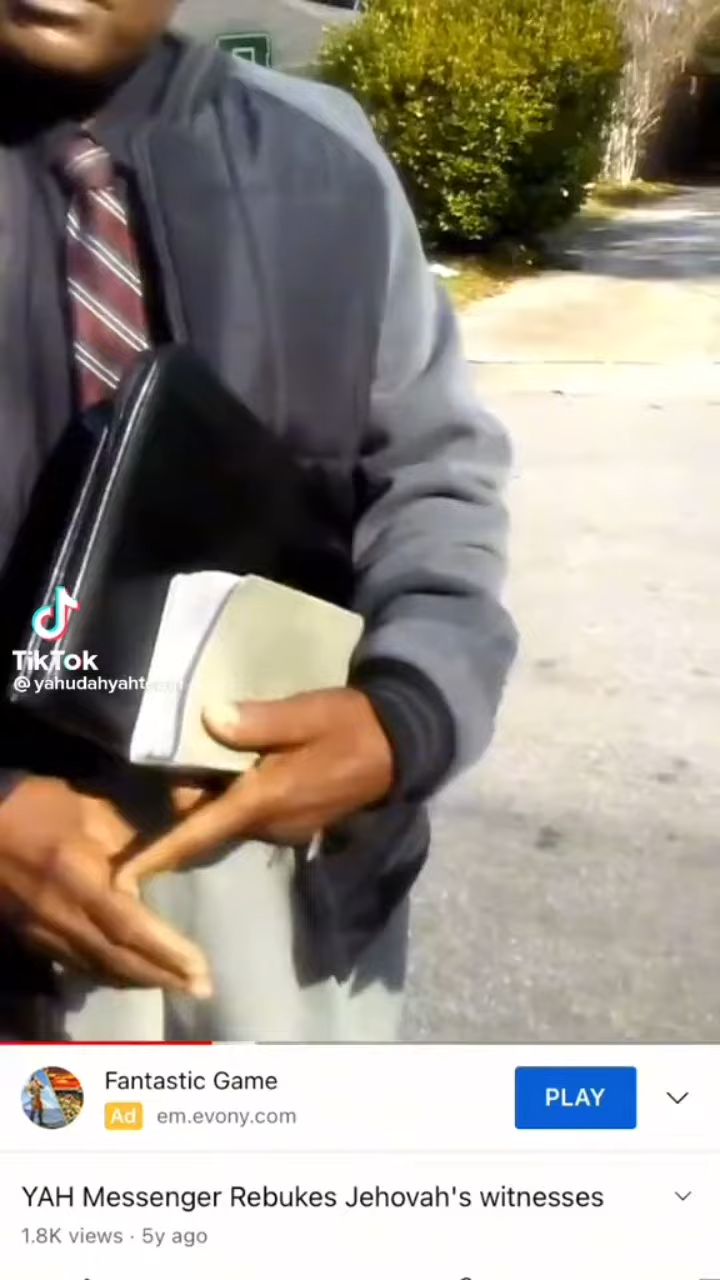 TikTok
@yahudahyaht
Fantastic Game
PLAY
Ad em.evony.com
YAH Messenger Rebukes Jehovah's witnesses
1.8K views · 5y ago